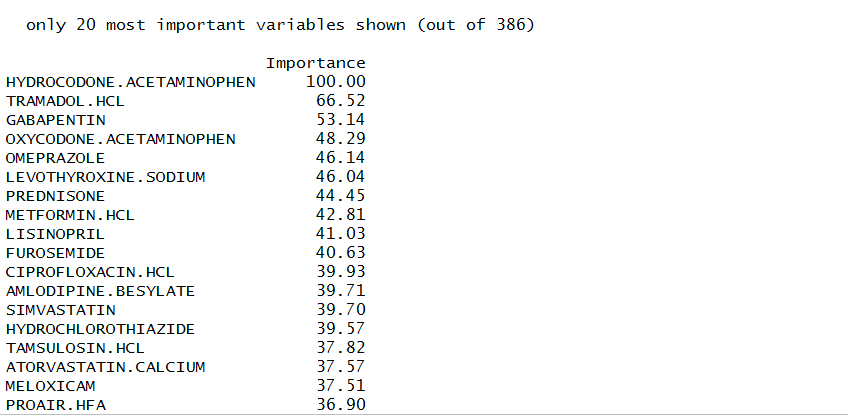 only 20 most important variables shown (out of 386)
Importance
HYDROCODONE.ACETAMINOPHEN 100.00
TRAMADOL.HCL 66.52
GABAPENTIN 53.14
OXYCODONE.ACETAMINOPHEN 48.29
OMEPRAZOLE 46.14
LEVOTHYROXINE.SODIUM 46.04
PREDNISONE 44.45
METFORMIN.HCL 42.81
LISINOPRIL 41.03
FUROSEMIDE 40.63
CIPROFLOXACIN.HCL 39.93
AMLODIPINE.BESYLATE 39.71
SIMVASTATIN 39.70
HYDROCHLOROTHIAZIDE 39.57
TAMSULOSIN.HCL 37.82
ATORVASTATIN.CALCIUM 37.57
MELOXICAM 37.51
PROAIR.HFA 36.90